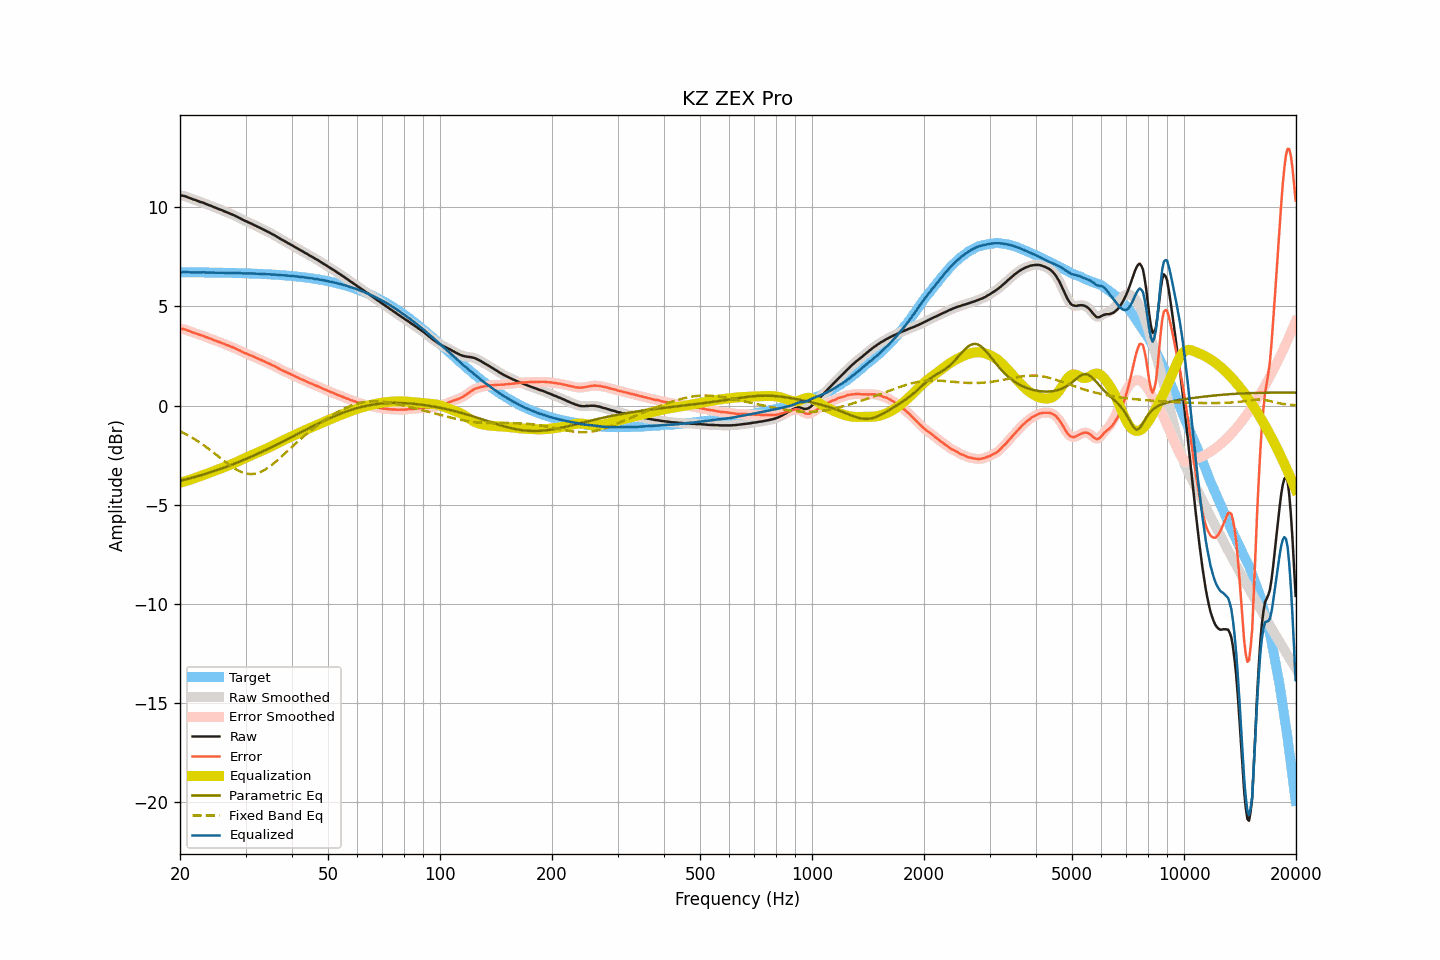 KZ ZEX Pro
Amplitude (dBr)
10
5
0
−5
−10
−15
−20
Target
Raw Smoothed
Error Smoothed
Raw
Error
Equalization
Parametric Eq
Fixed Band Eq
Equalized
20 50 100 200 500 1000 2000 5000 10000 20000
Frequency (Hz)